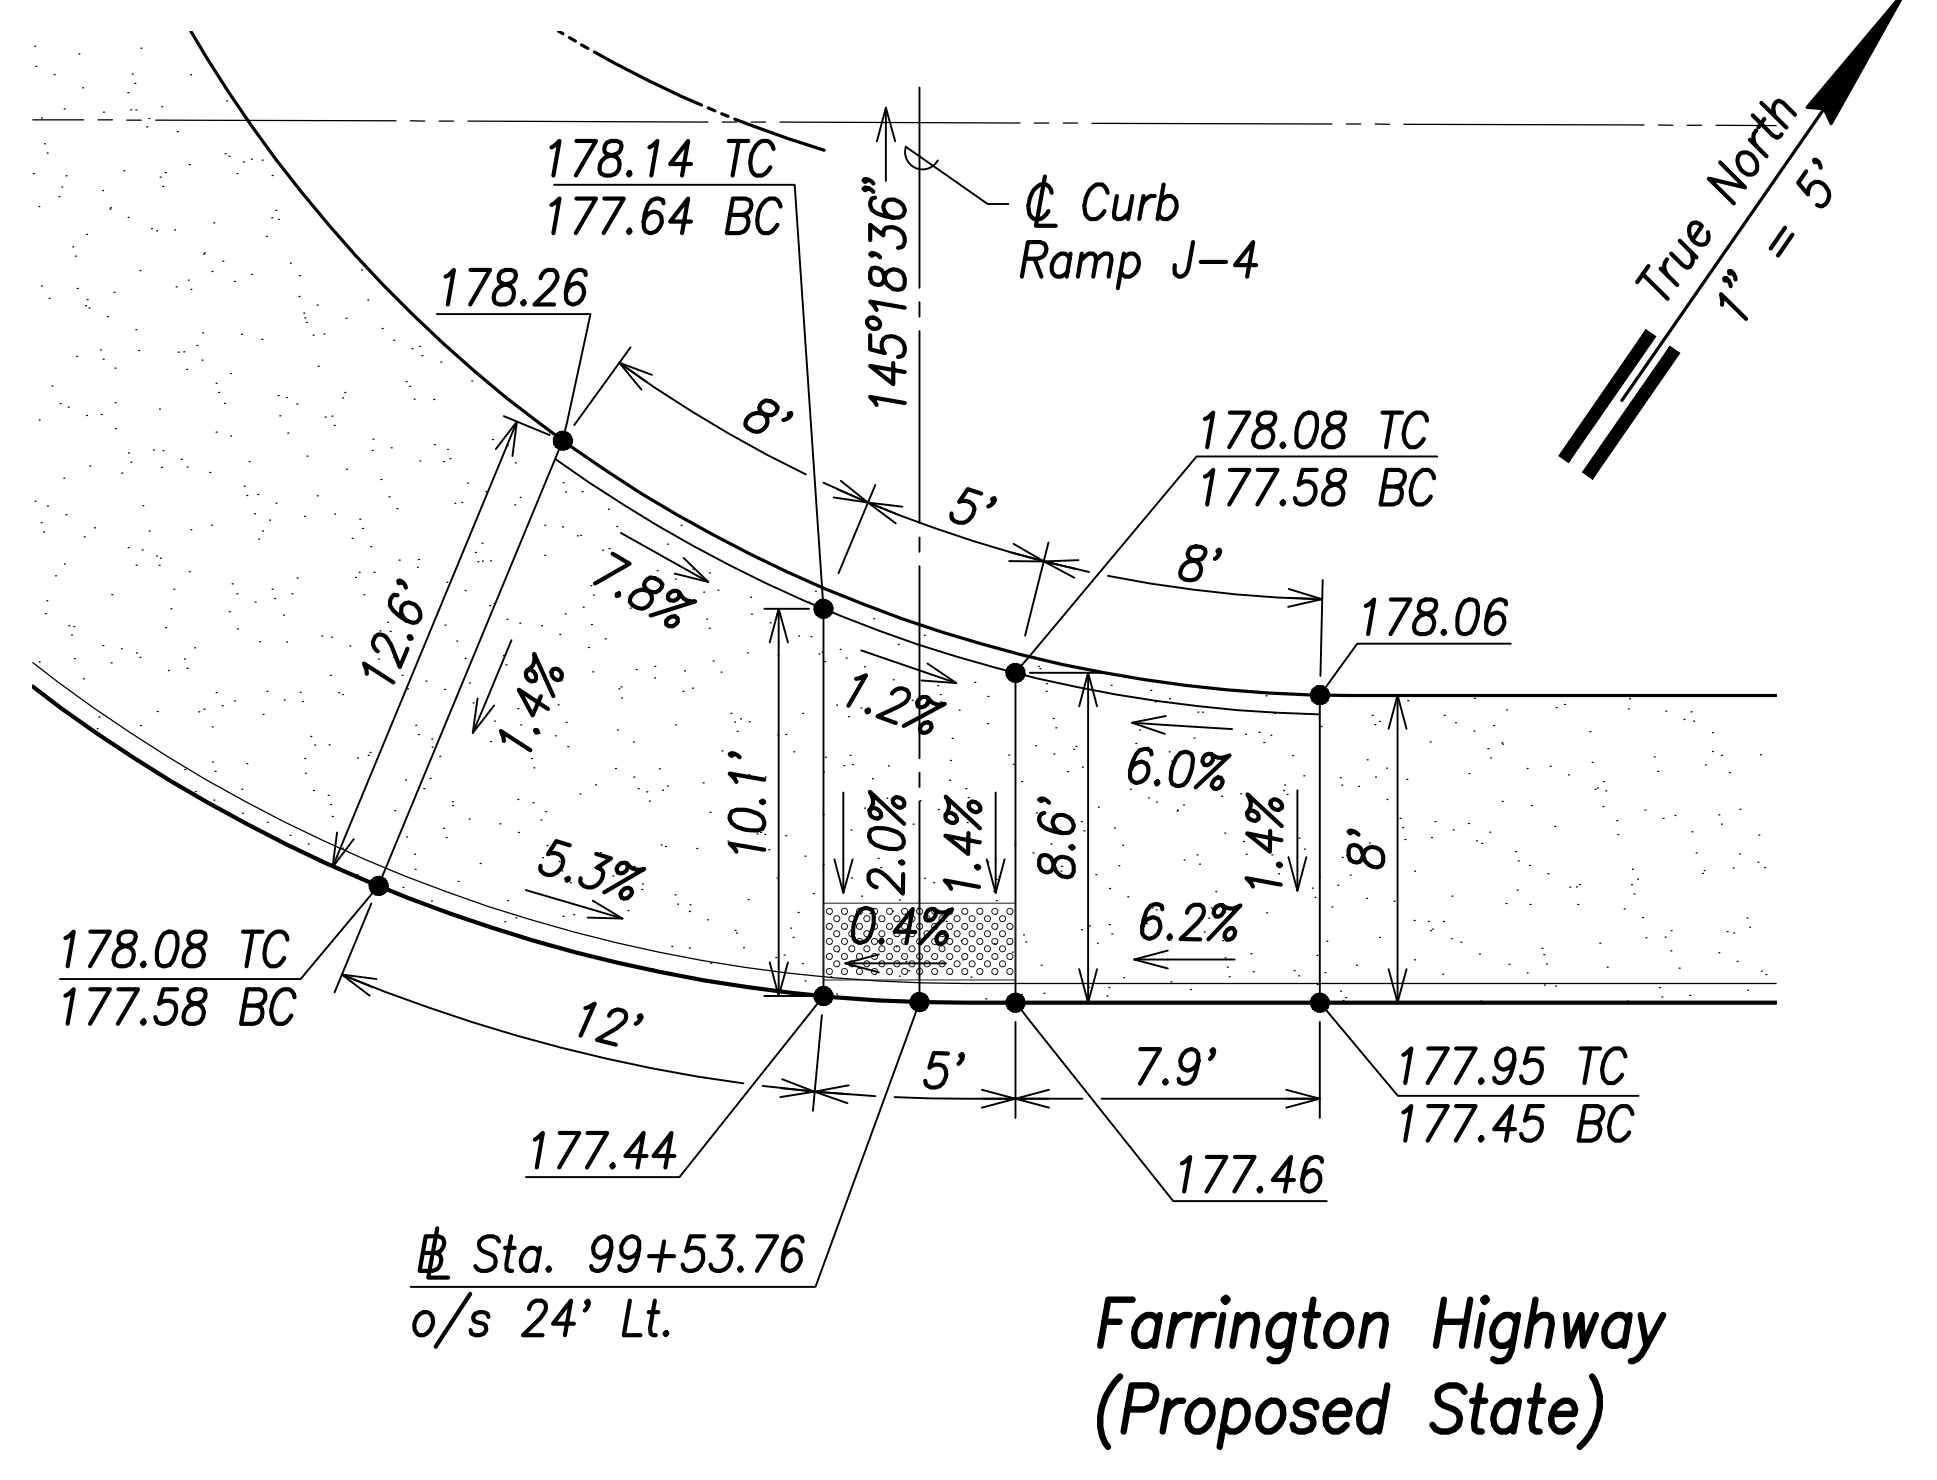 True North
1" = 5'
178.14 TC
177.64 BC
145°18'36"
℄ Curb
Ramp J-4
178.26
8'
5'
8'
178.08 TC
177.58 BC
178.06
7.8%
12.6'
1.4%
1.2%
6.0%
10.1'
2.0%
1.4%
8.6'
1.4%
8'
5.3%
0.4%
6.2%
178.08 TC
177.58 BC
12'
5'
7.9'
177.95 TC
177.45 BC
177.44
177.46
BL Sta. 99+53.76
o/s 24' Lt.
Farrington Highway
(Proposed State)